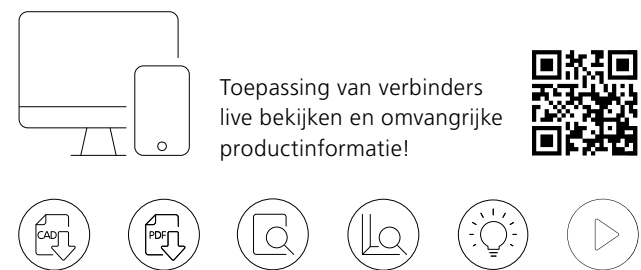 Toepassing van verbinders
live bekijken en omvangrijke
productinformatie!
CAD
PDF